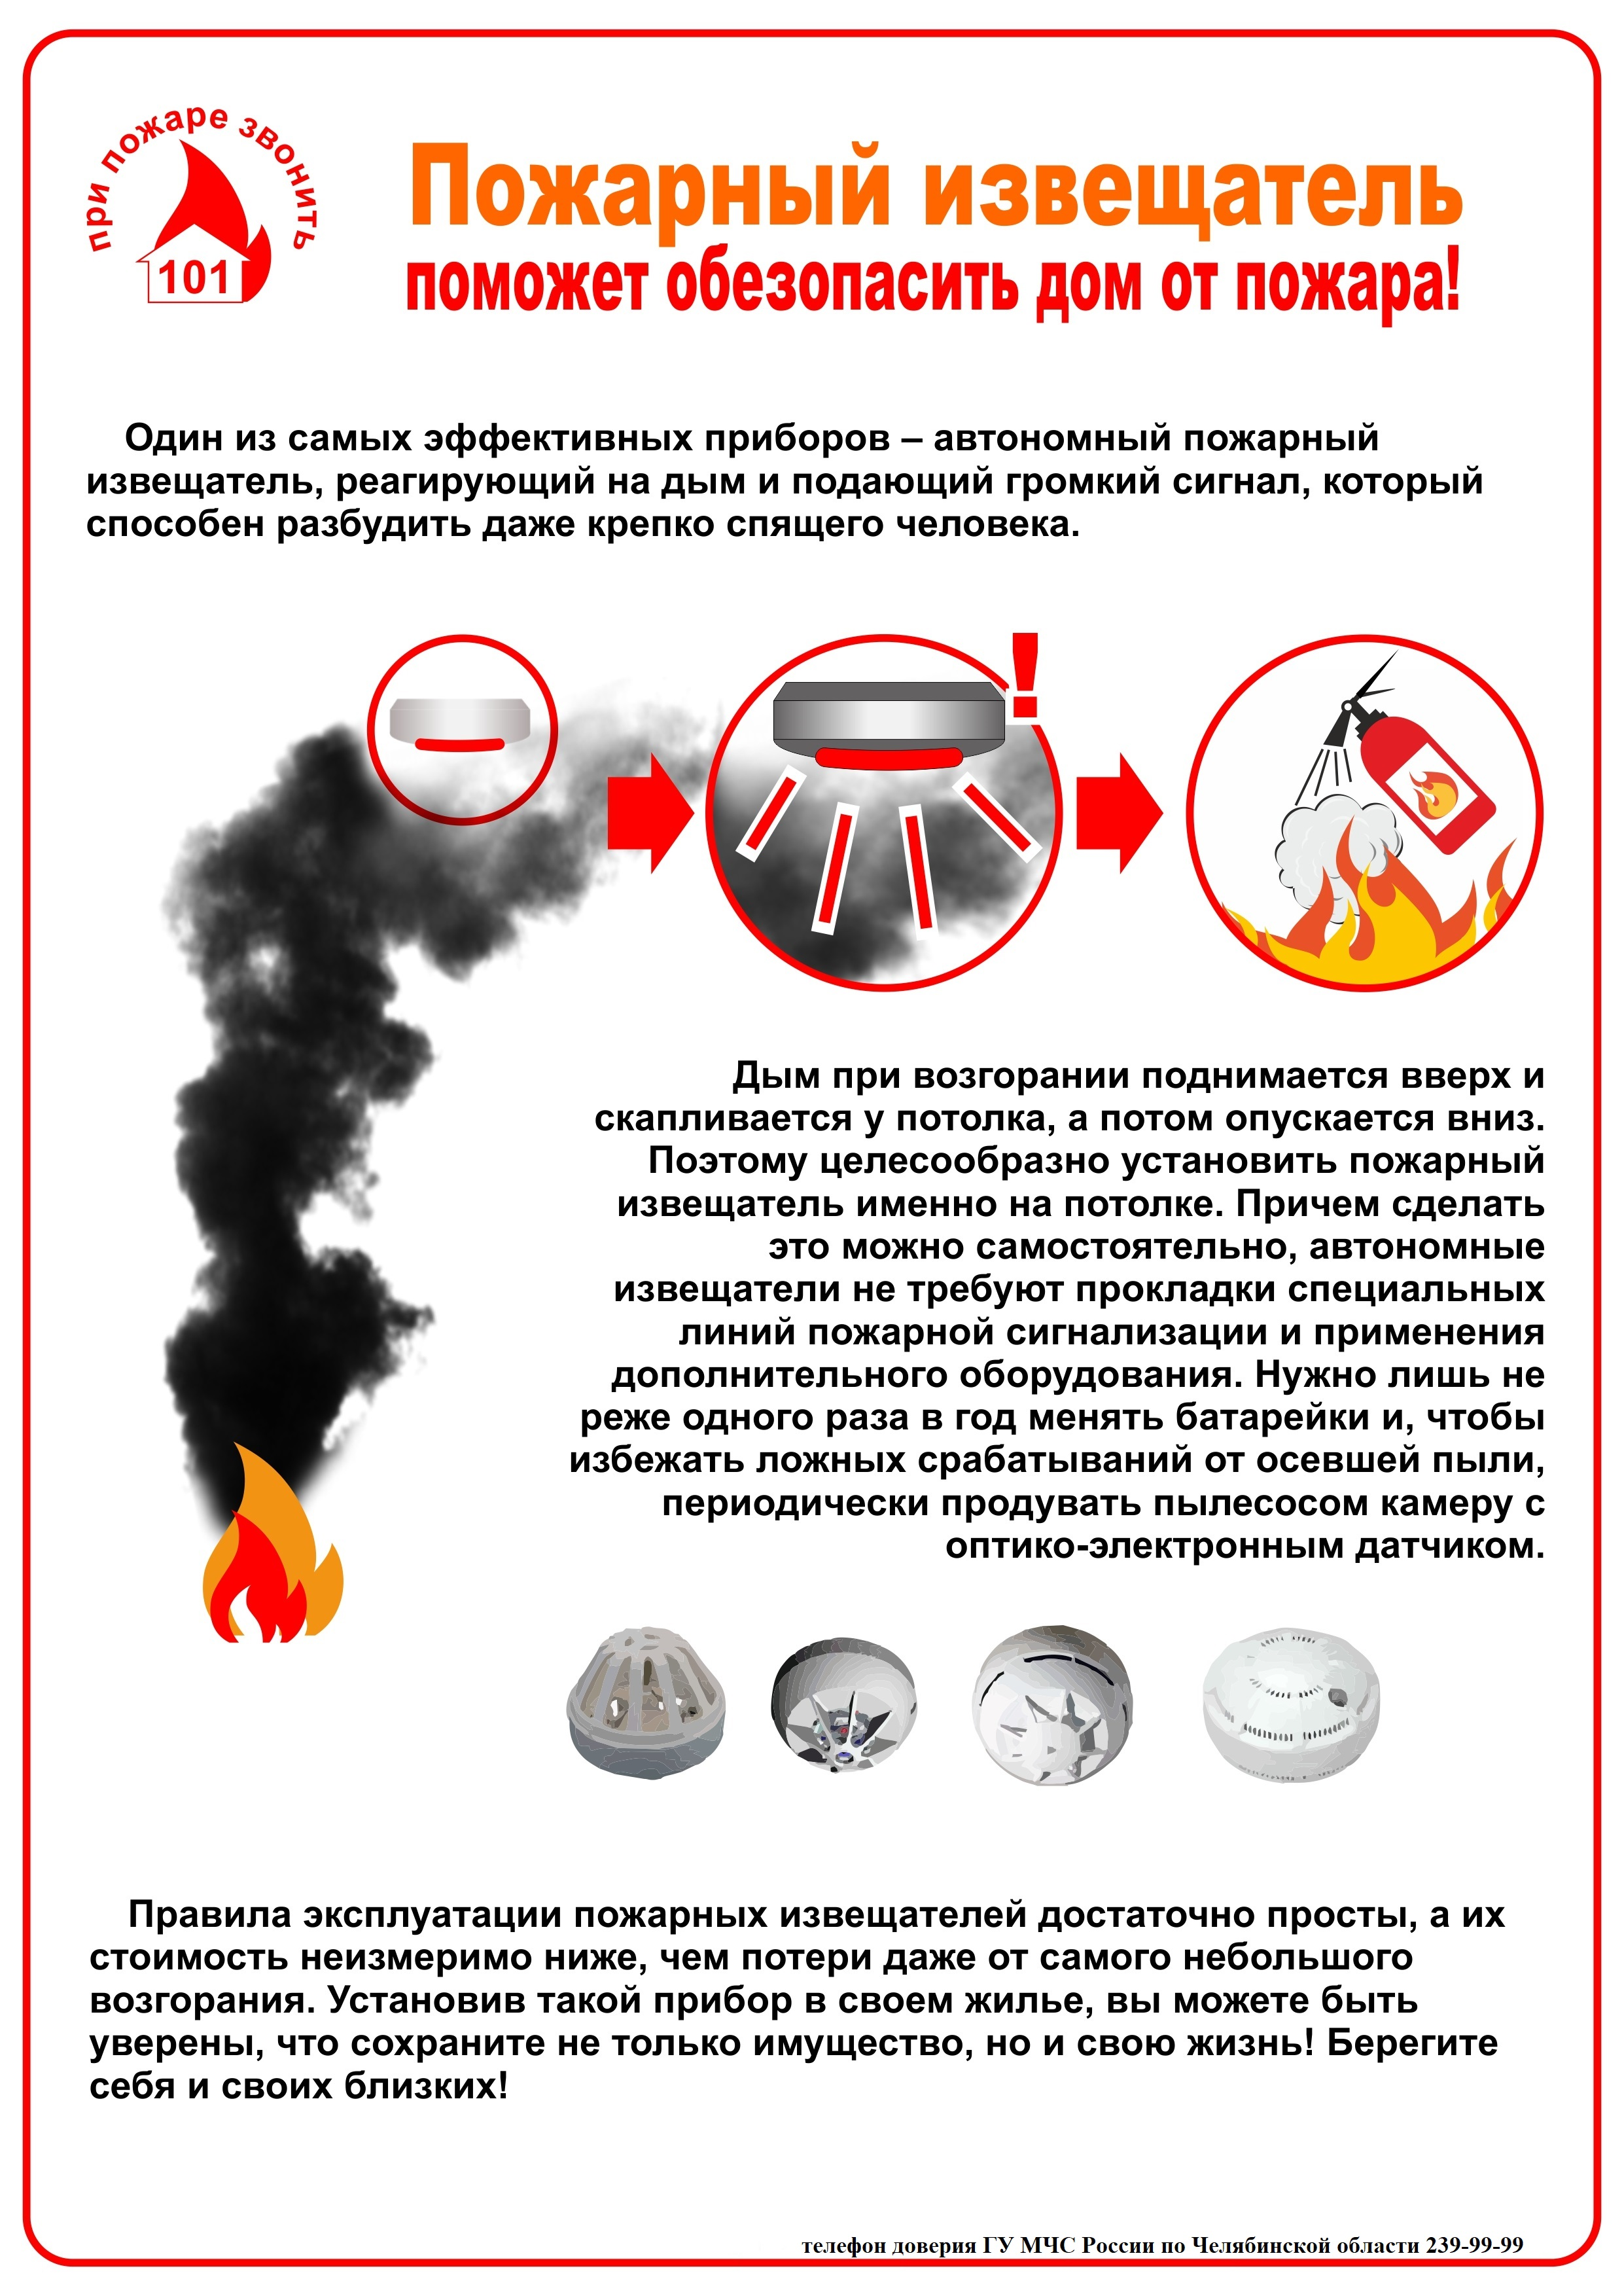 при пожаре звонить
101
Пожарный извещатель
поможет обезопасить дом от пожара!
Один из самых эффективных приборов – автономный пожарный
извещатель, реагирующий на дым и подающий громкий сигнал, который
способен разбудить даже крепко спящего человека.
!
Дым при возгорании поднимается вверх и
скапливается у потолка, а потом опускается вниз.
Поэтому целесообразно установить пожарный
извещатель именно на потолке. Причем сделать
это можно самостоятельно, автономные
извещатели не требуют прокладки специальных
линий пожарной сигнализации и применения
дополнительного оборудования. Нужно лишь не
реже одного раза в год менять батарейки и, чтобы
избежать ложных срабатываний от осевшей пыли,
периодически продувать пылесосом камеру с
оптико-электронным датчиком.
Правила эксплуатации пожарных извещателей достаточно просты, а их
стоимость неизмеримо ниже, чем потери даже от самого небольшого
возгорания. Установив такой прибор в своем жилье, вы можете быть
уверены, что сохраните не только имущество, но и свою жизнь! Берегите
себя и своих близких!
телефон доверия ГУ МЧС России по Челябинской области 239-99-99